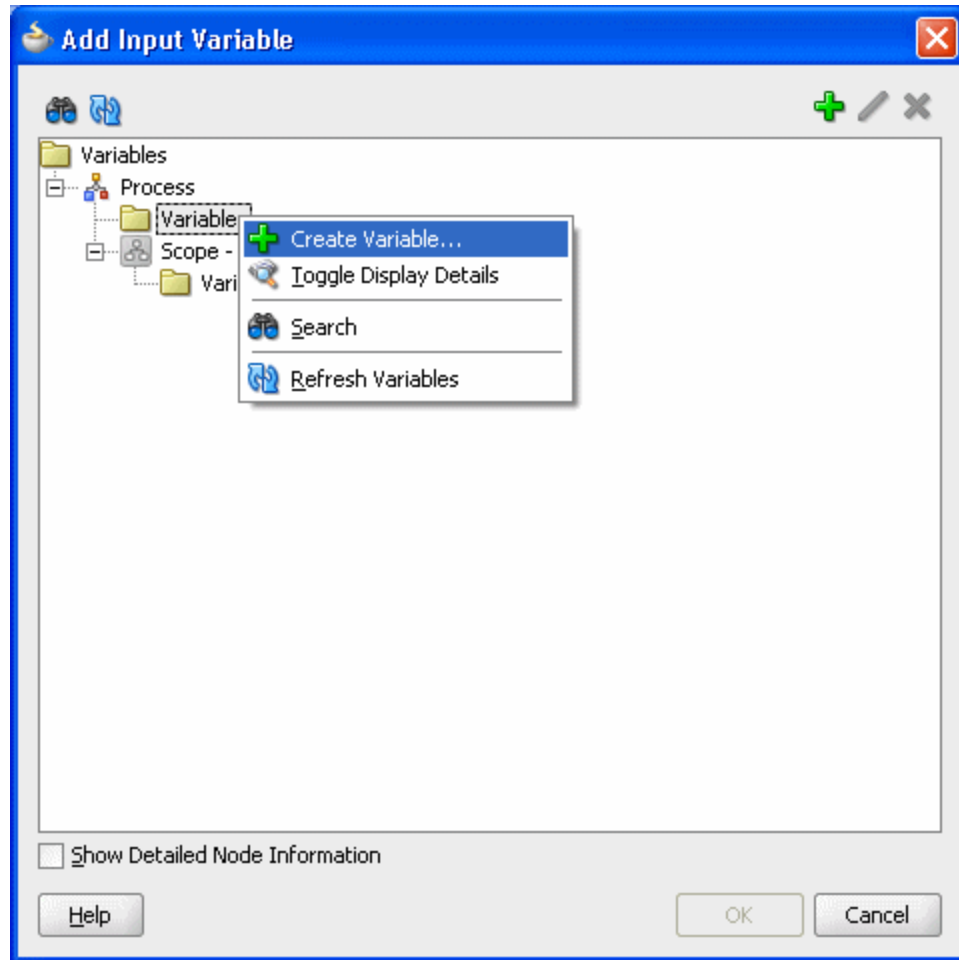 Add Input Variable
Variables
Process
Variable
Create Variable...
Scope -
Toggle Display Details
Vari
Search
Refresh Variables
Show Detailed Node Information
Help
OK
Cancel